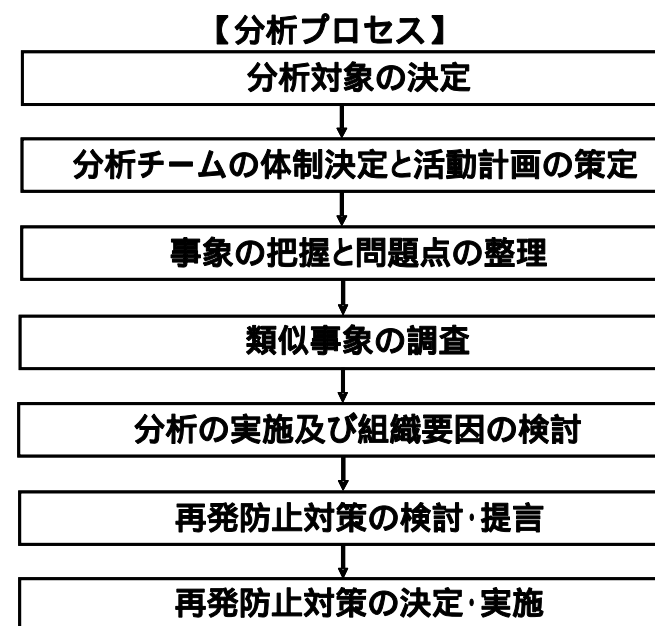 【分析プロセス】
分析対象の決定
分析チームの体制決定と活動計画の策定
事象の把握と問題点の整理
類似事象の調査
分析の実施及び組織要因の検討
再発防止対策の検討・提言
再発防止対策の決定・実施